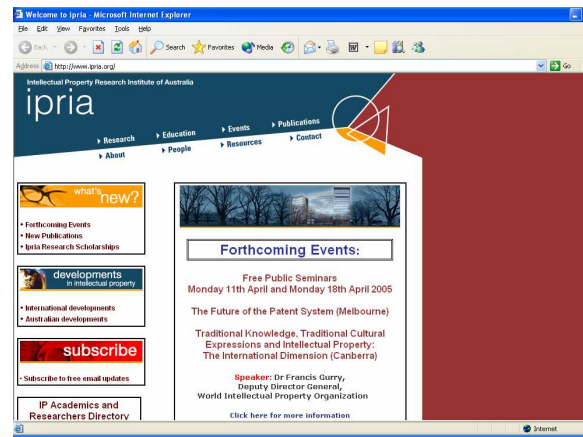 Welcome to ipria - Microsoft Internet Explorer
File Edit View Favorites Tools Help
Back Search Favorites Media
Address http://www.ipria.org/ Go
Intellectual Property Research Institute of Australia
ipria
Research Education Events Publications
About People Resources Contact
what's new?
• Forthcoming Events
• New Publications
• Ipria Research Scholarships
developments
in intellectual property
• International developments
• Australian developments
subscribe
• Subscribe to free email updates
IP Academics and
Researchers Directory
Forthcoming Events:
Free Public Seminars
Monday 11th April and Monday 18th April 2005
The Future of the Patent System (Melbourne)
Traditional Knowledge, Traditional Cultural
Expressions and Intellectual Property:
The International Dimension (Canberra)
Speaker: Dr Francis Gurry,
Deputy Director General,
World Intellectual Property Organization
Click here for more information
Internet